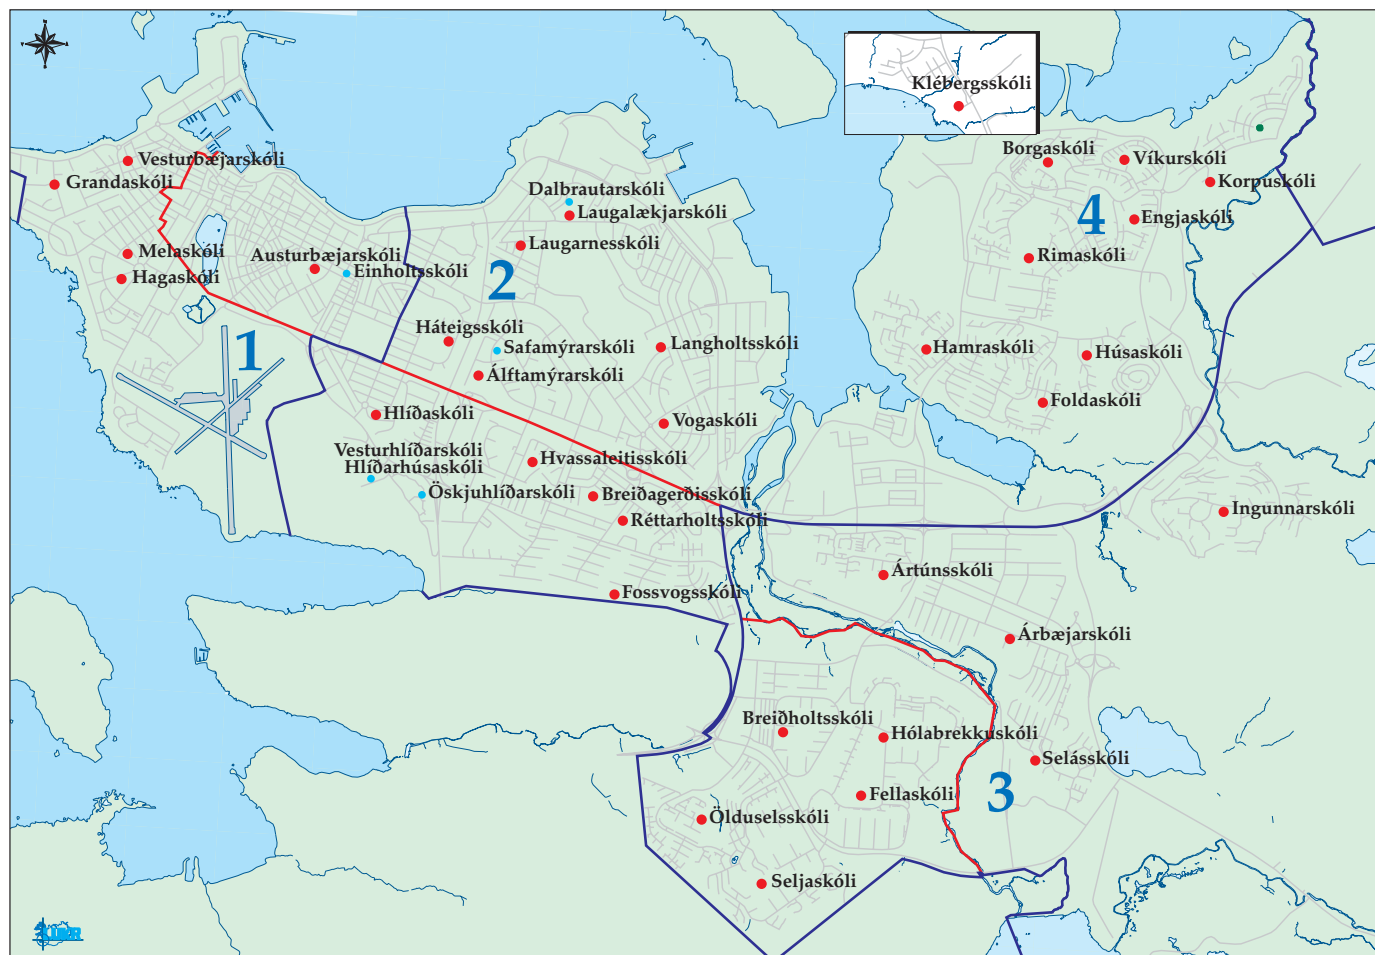 Klébergsskóli
Borgaskóli
Víkurskóli
Vesturbæjarskóli
Grandaskóli
Korpuskóli
Dalbrautarskóli
Laugalækjarskóli
4
Engjaskóli
Melaskóli
Austurbæjarskóli
Laugarnesskóli
Rimaskóli
Hagaskóli
Einholtsskóli
2
Háteigsskóli
1
Safamýrarskóli
Langholtsskóli
Hamraskóli
Húsaskóli
Álftamýrarskóli
Foldaskóli
Hlíðaskóli
Vogaskóli
Vesturhlíðarskóli
Hlíðarhúsaskóli
Hvassaleitisskóli
Öskjuhlíðarskóli
Breiðagerðisskóli
Ingunnarskóli
Réttarholtsskóli
Ártúnsskóli
Fossvogsskóli
Árbæjarskóli
Breiðholtsskóli
Hólabrekkuskóli
Selásskóli
3
Fellaskóli
Ölduselsskóli
Seljaskóli